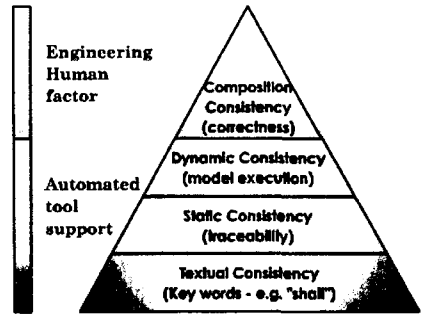 Engineering
Human
factor
Automated
tool
support
Composition
Consistency
(correctness)
Dynamic Consistency
(model execution)
Static Consistency
(traceability)
Textual Consistency
(Key words - e.g. "shall")